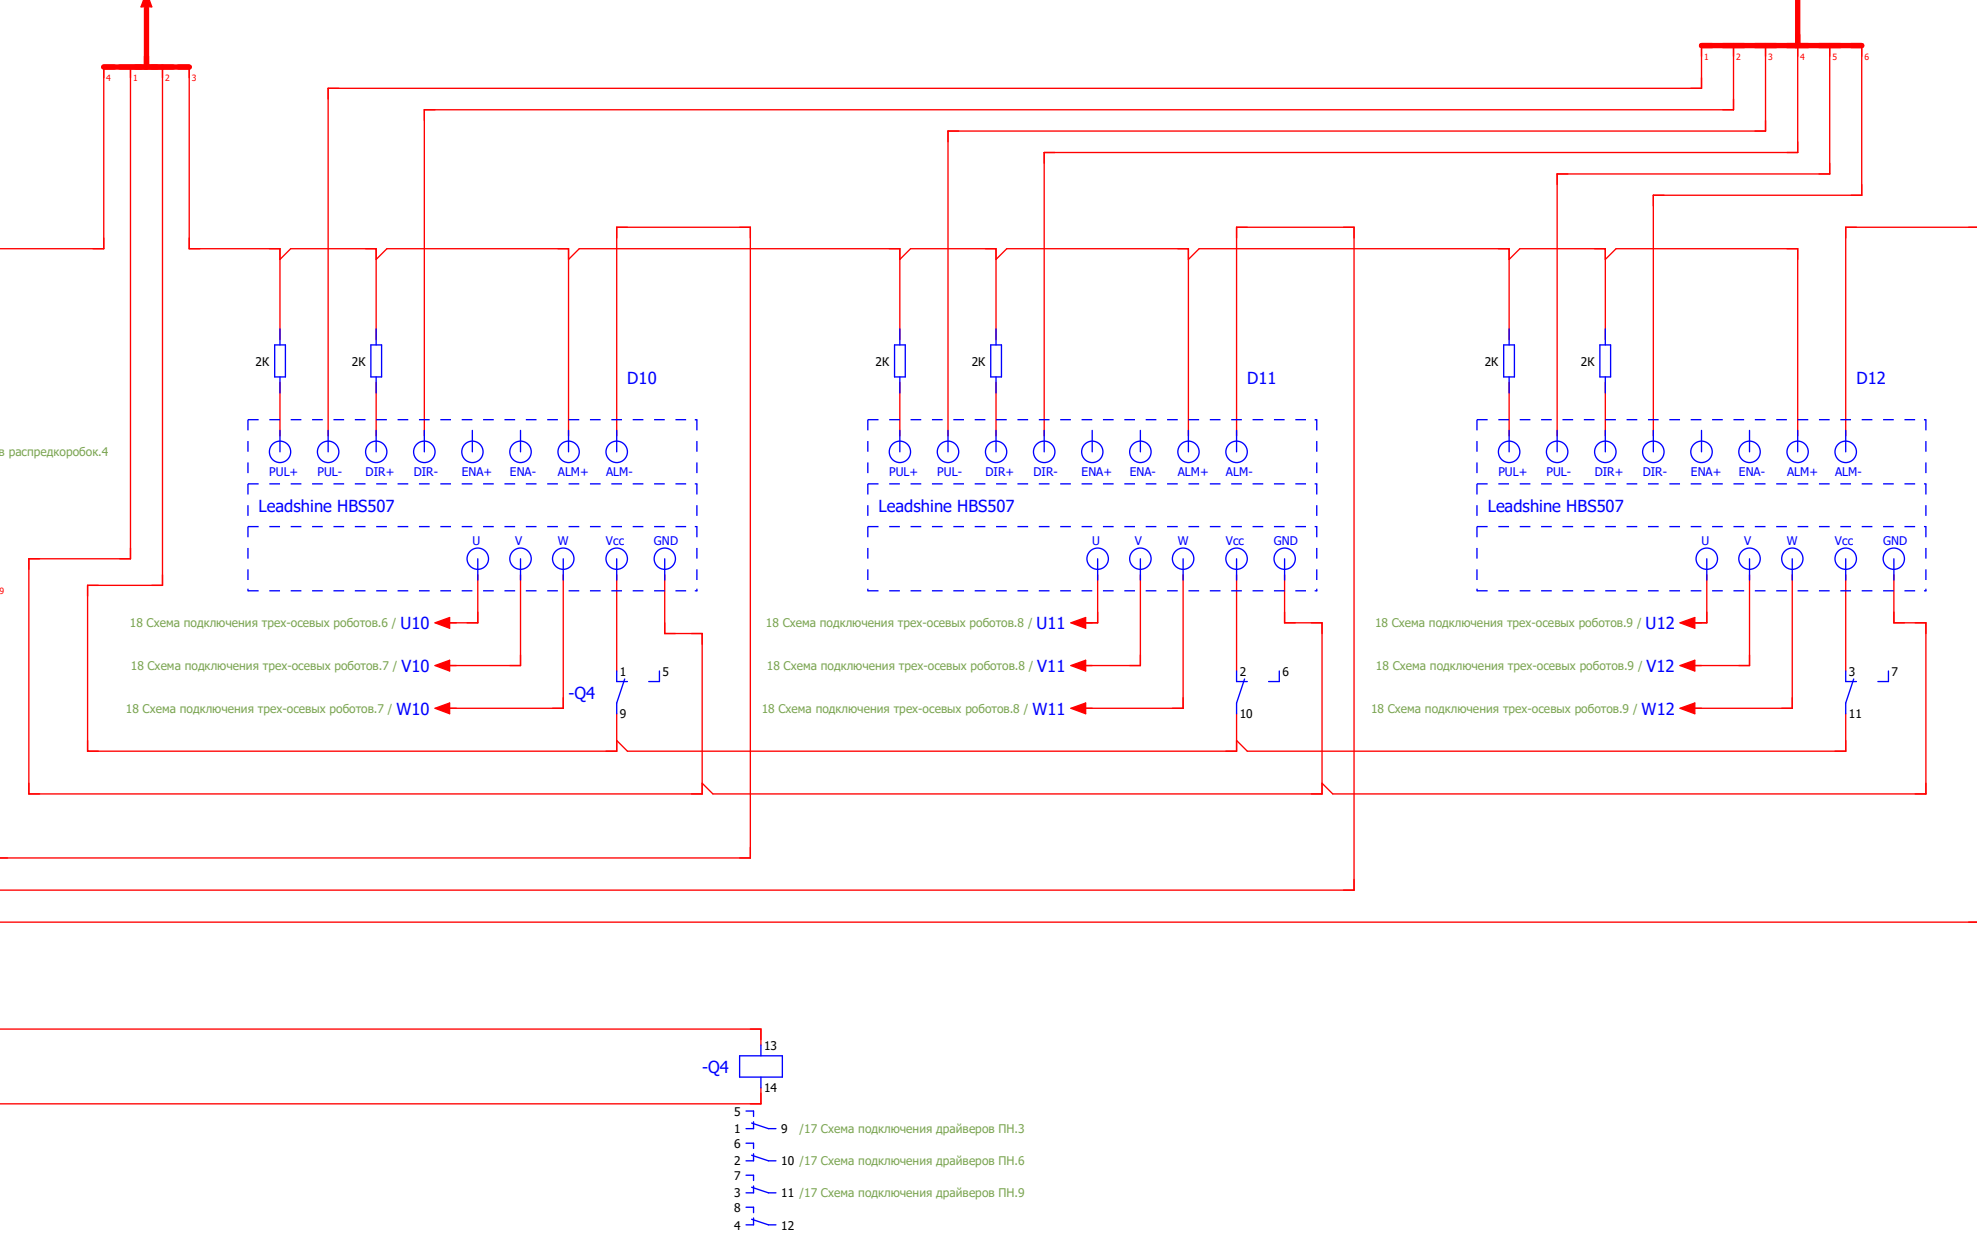 4 1 2 3
1 2 3 4 5 6
2K 2K 2K 2K 2K 2K
D10 D11 D12
в распредкоробок.4
PUL+ PUL- DIR+ DIR- ENA+ ENA- ALM+ ALM-
PUL+ PUL- DIR+ DIR- ENA+ ENA- ALM+ ALM-
PUL+ PUL- DIR+ DIR- ENA+ ENA- ALM+ ALM-
Leadshine HBS507
Leadshine HBS507
Leadshine HBS507
U V W Vcc GND
U V W Vcc GND
U V W Vcc GND
9
18 Схема подключения трех-осевых роботов.6 / U10
18 Схема подключения трех-осевых роботов.8 / U11
18 Схема подключения трех-осевых роботов.9 / U12
18 Схема подключения трех-осевых роботов.7 / V10
18 Схема подключения трех-осевых роботов.8 / V11
18 Схема подключения трех-осевых роботов.9 / V12
1 5
2 6
3 7
-Q4
18 Схема подключения трех-осевых роботов.7 / W10
18 Схема подключения трех-осевых роботов.8 / W11
18 Схема подключения трех-осевых роботов.9 / W12
9
10
11
13
-Q4
14
5
1 9 /17 Схема подключения драйверов ПН.3
6
2 10 /17 Схема подключения драйверов ПН.6
7
3 11 /17 Схема подключения драйверов ПН.9
8
4 12